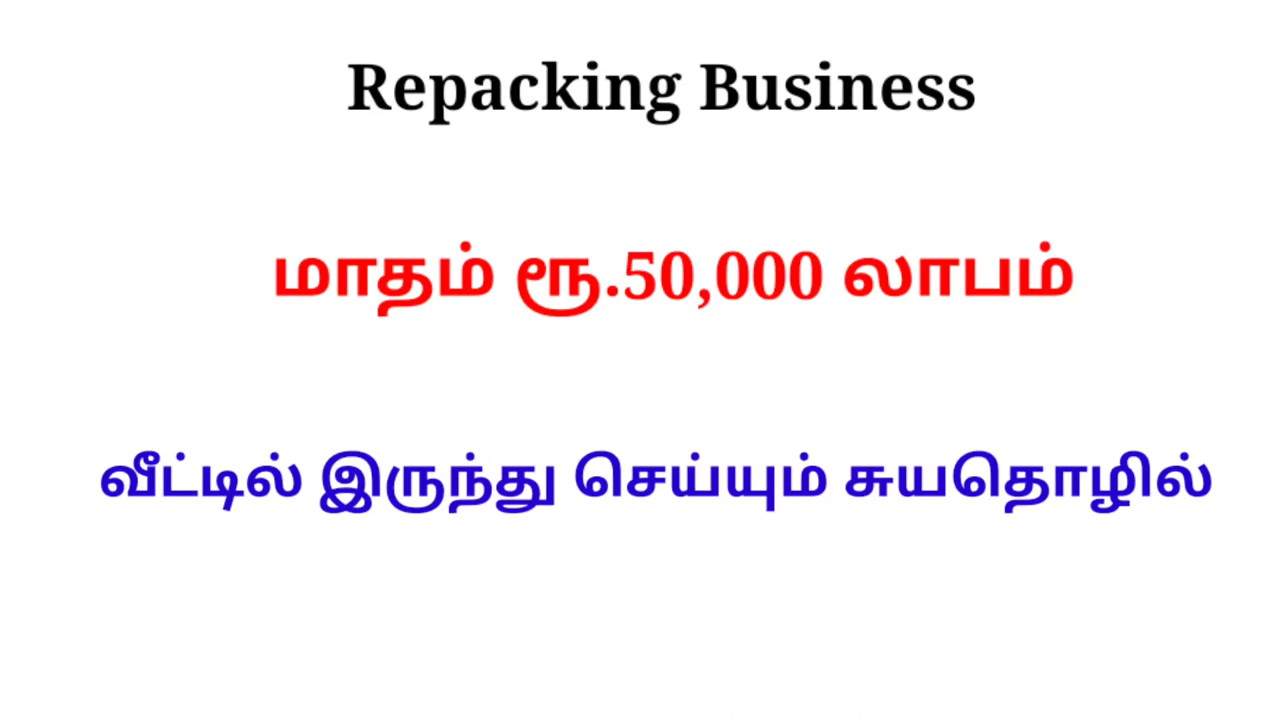 Repacking Business
மாதம் ரூ.50,000 லாபம்
வீட்டில் இருந்து செய்யும் சுயதொழில்